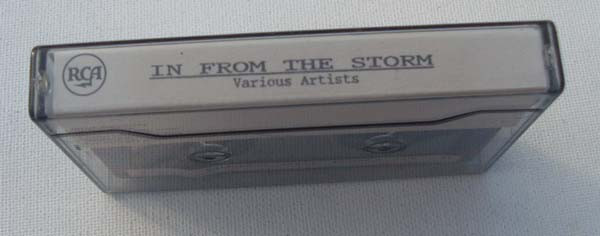 RCA
IN FROM THE STORM
Various Artists